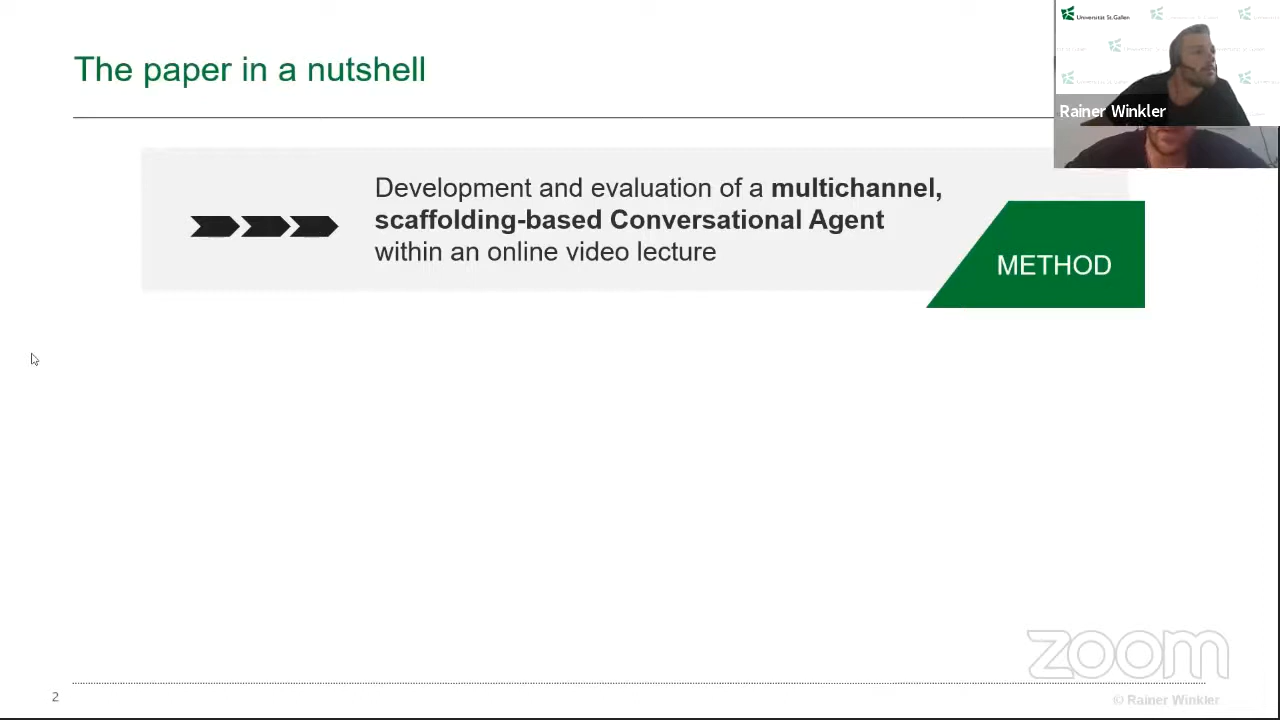 The paper in a nutshell
Universität St.Gallen
Rainer Winkler
Development and evaluation of a multichannel,
scaffolding-based Conversational Agent
within an online video lecture
METHOD
zoom
2
© Rainer Winkler